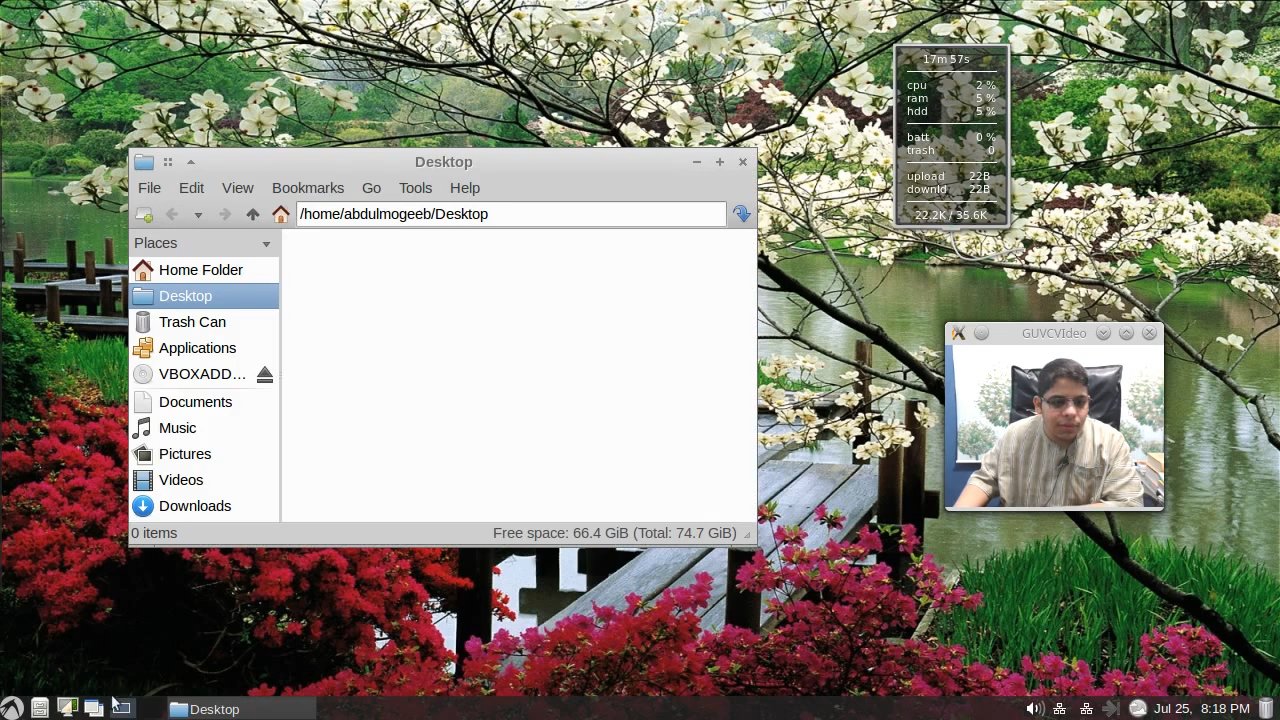 Desktop
File Edit View Bookmarks Go Tools Help
/home/abdulmogeeb/Desktop
Places
Home Folder
Desktop
Trash Can
Applications
VBOXADD...
Documents
Music
Pictures
Videos
Downloads
0 items Free space: 66.4 GiB (Total: 74.7 GiB)
17m 57s
cpu 2 %
ram 5 %
hdd 5 %
batt 0 %
trash 0
upload 22B
downld 22B
22.2K / 35.6K
GUVCVIdeo
Desktop
Jul 25, 8:18 PM